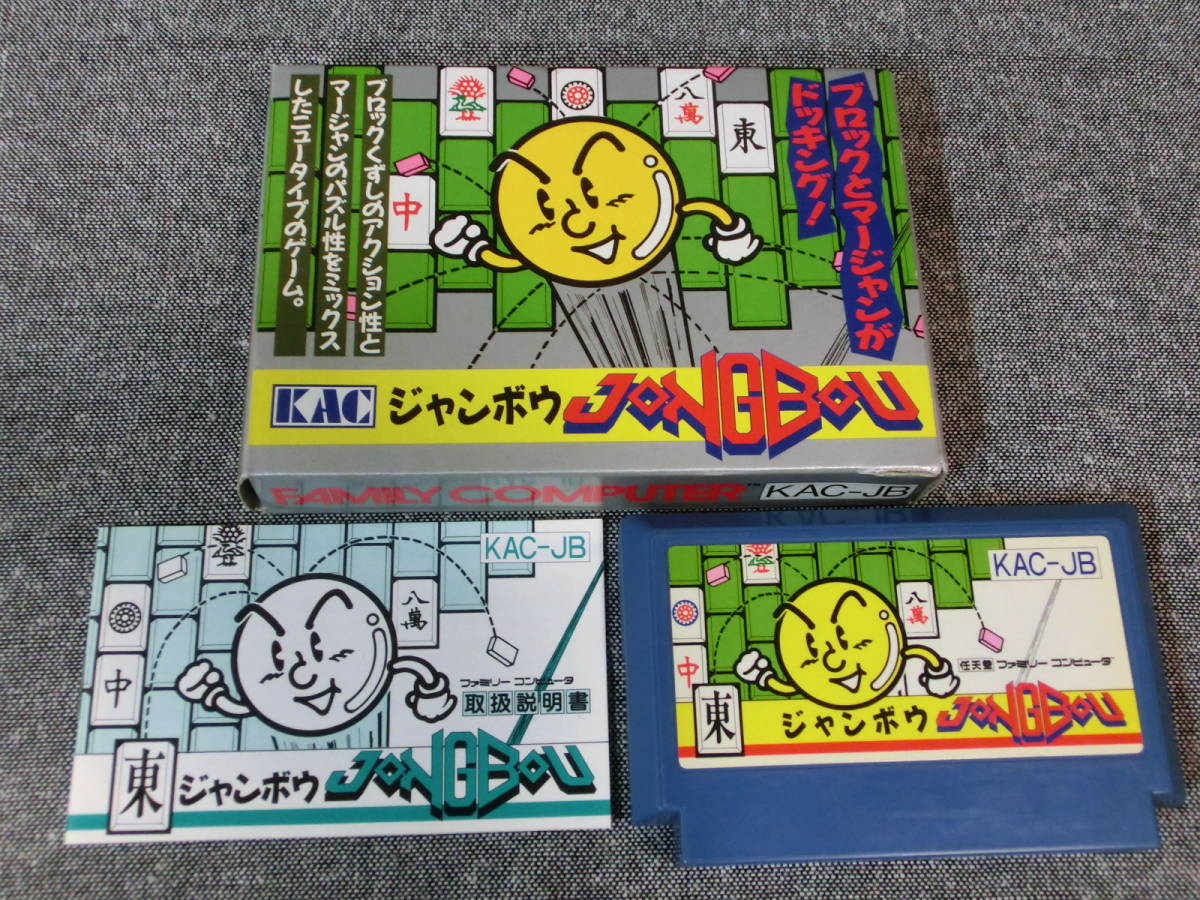 ブロックとマージャンが
ドッキング！
ブロックくずしのアクション性と
マージャンのパズル性をミックス
したニュータイプのゲーム。
八萬
東
中
KAC
ジャンボウ
JONGBOU
FAMILY COMPUTER™
KAC-JB
KAC-JB
八萬
中
ファミリー コンピュータ
取扱説明書
東
ジャンボウ
JONGBOU
KAC-JB
八萬
中
任天堂 ファミリー コンピュータ™
東
ジャンボウ
JONGBOU